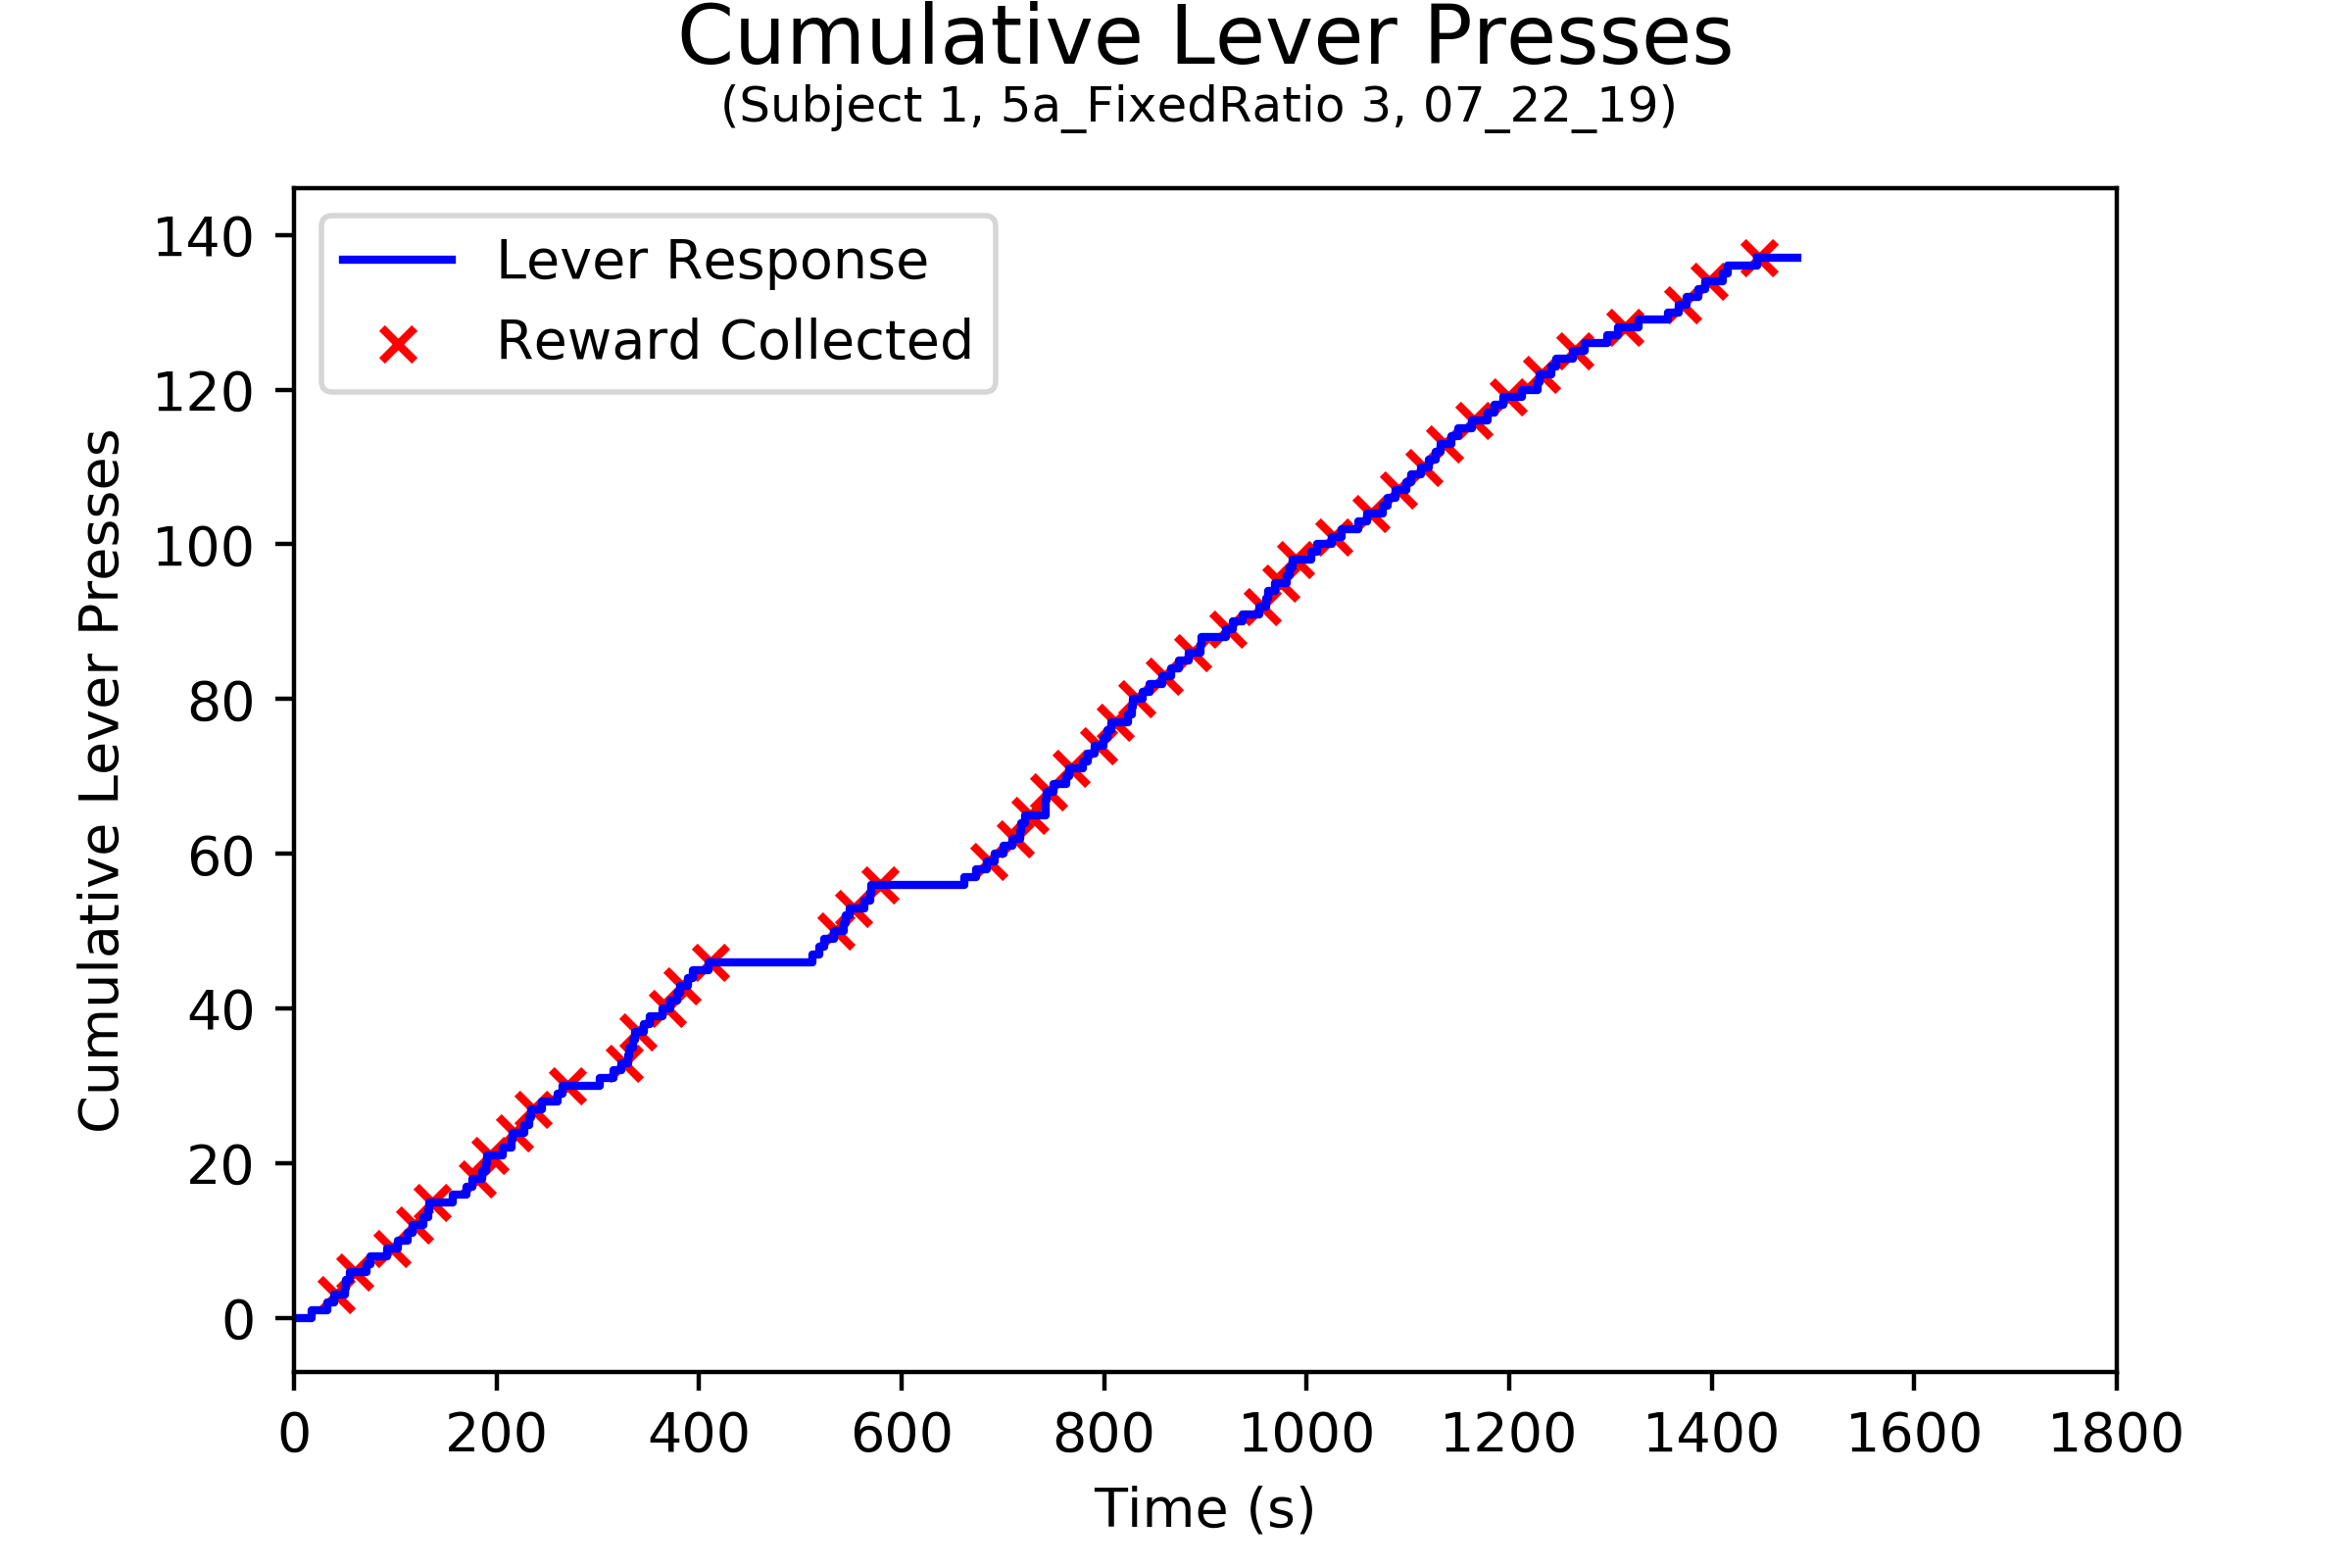 Cumulative Lever Presses
(Subject 1, 5a_FixedRatio 3, 07_22_19)
Lever Response
Reward Collected
Cumulative Lever Presses
140
120
100
80
60
40
20
0
0 200 400 600 800 1000 1200 1400 1600 1800
Time (s)